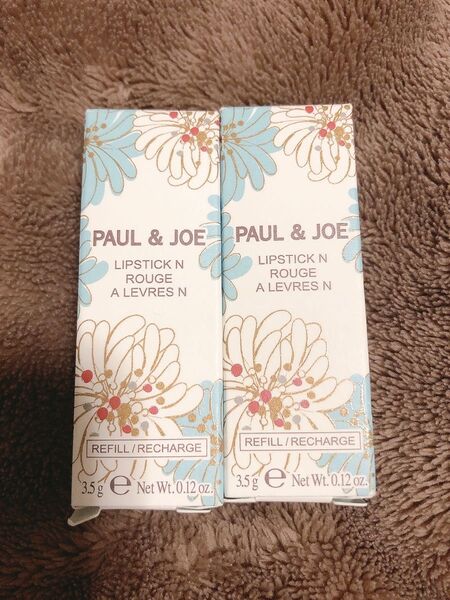 PAUL & JOE
LIPSTICK N
ROUGE
A LEVRES N
REFILL / RECHARGE
3.5 g e Net Wt. 0.12 oz.
PAUL & JOE
LIPSTICK N
ROUGE
A LEVRES N
REFILL / RECHARGE
3.5 g e Net Wt. 0.12 oz.